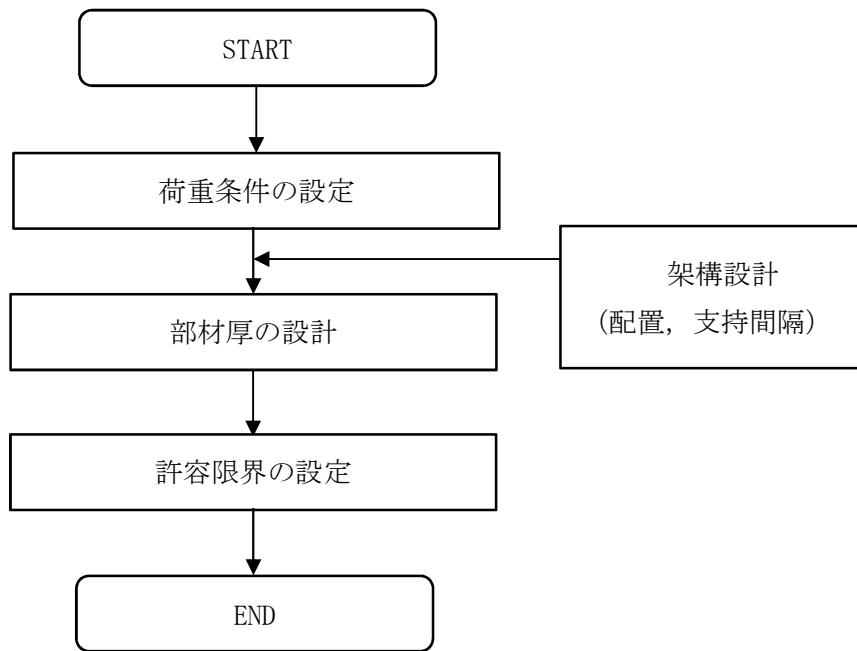 START
荷重条件の設定
架構設計
(配置，支持間隔)
部材厚の設計
許容限界の設定
END